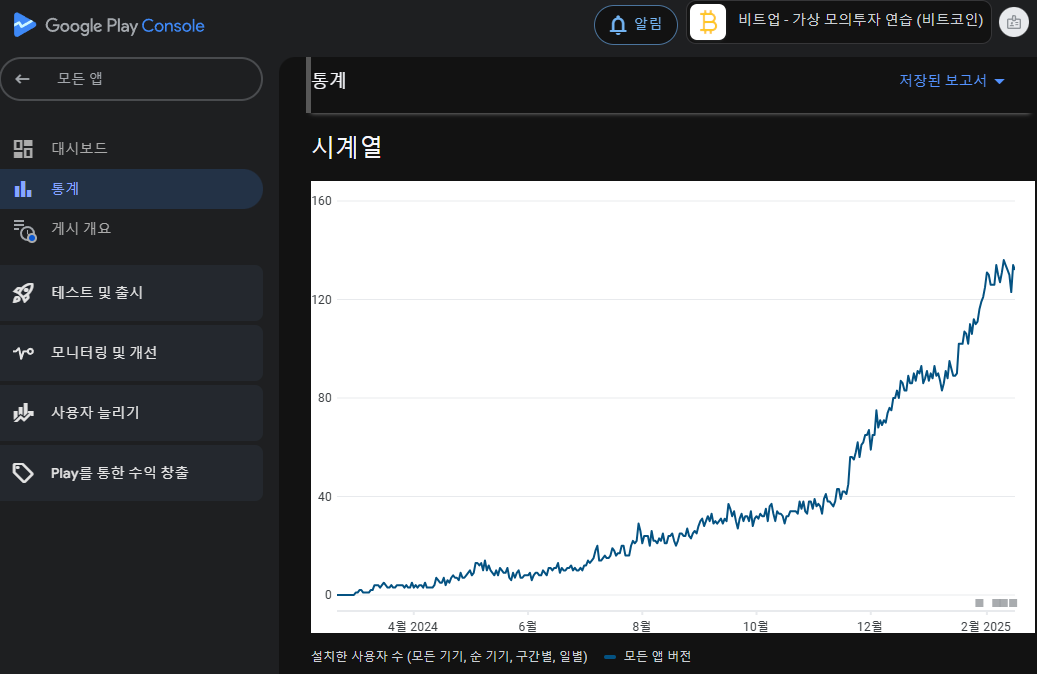 Google Play Console
알림
비트업 - 가상 모의투자 연습 (비트코인)
모든 앱
통계
저장된 보고서
대시보드
통계
게시 개요
테스트 및 출시
모니터링 및 개선
사용자 늘리기
Play를 통한 수익 창출
시계열
160
120
80
40
0
4월 2024
6월
8월
10월
12월
2월 2025
설치한 사용자 수 (모든 기기, 순 기기, 구간별, 일별)
모든 앱 버전